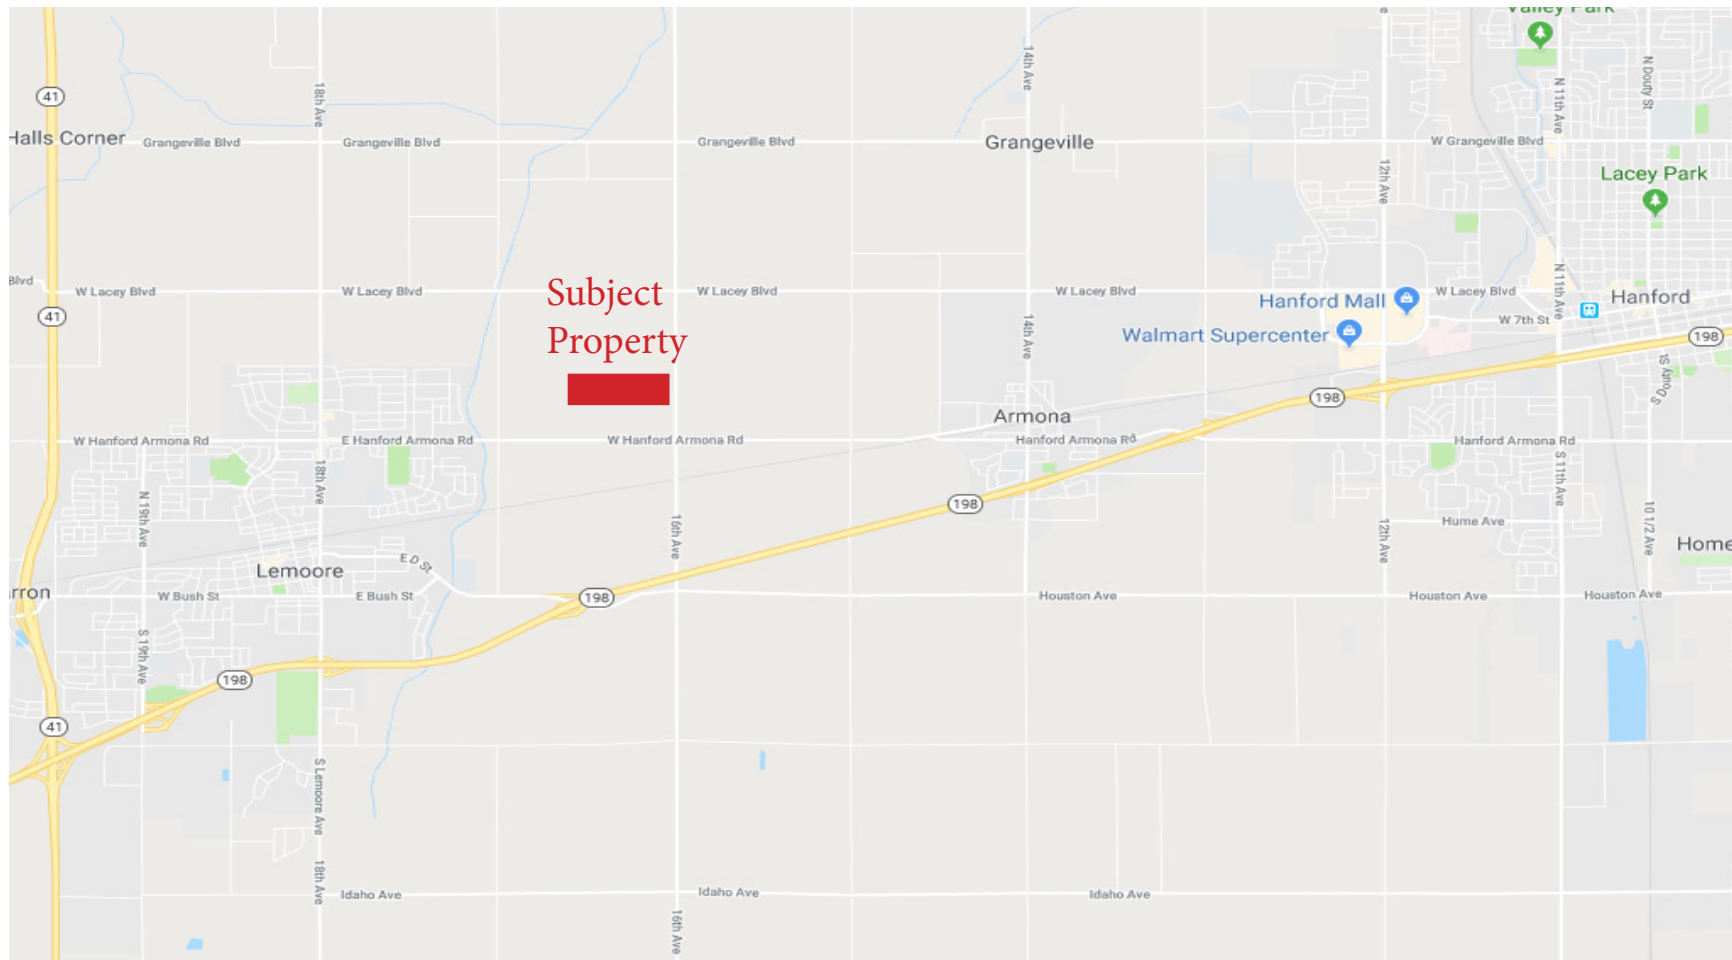 Valley Park
41
18th Ave
14th Ave
N 11th Ave
N Douty St
Halls Corner
Grangeville Blvd
Grangeville Blvd
Grangeville Blvd
Grangeville
W Grangeville Blvd
12th Ave
Lacey Park
Blvd
W Lacey Blvd
W Lacey Blvd
Subject
Property
W Lacey Blvd
W Lacey Blvd
Hanford Mall
W Lacey Blvd
N 11th Ave
Hanford
41
14th Ave
Walmart Supercenter
W 7th St
198
S Douty St
198
Armona
W Hanford Armona Rd
E Hanford Armona Rd
W Hanford Armona Rd
Hanford Armona Rd
Hanford Armona Rd
18th Ave
N 19th Ave
198
16th Ave
12th Ave
S 11th Ave
Hume Ave
10 1/2 Ave
Home
Lemoore
E D St
rron
W Bush St
E Bush St
198
Houston Ave
Houston Ave
Houston Ave
S 19th Ave
198
41
S Lemoore Ave
18th Ave
Idaho Ave
Idaho Ave
Idaho Ave
16th Ave